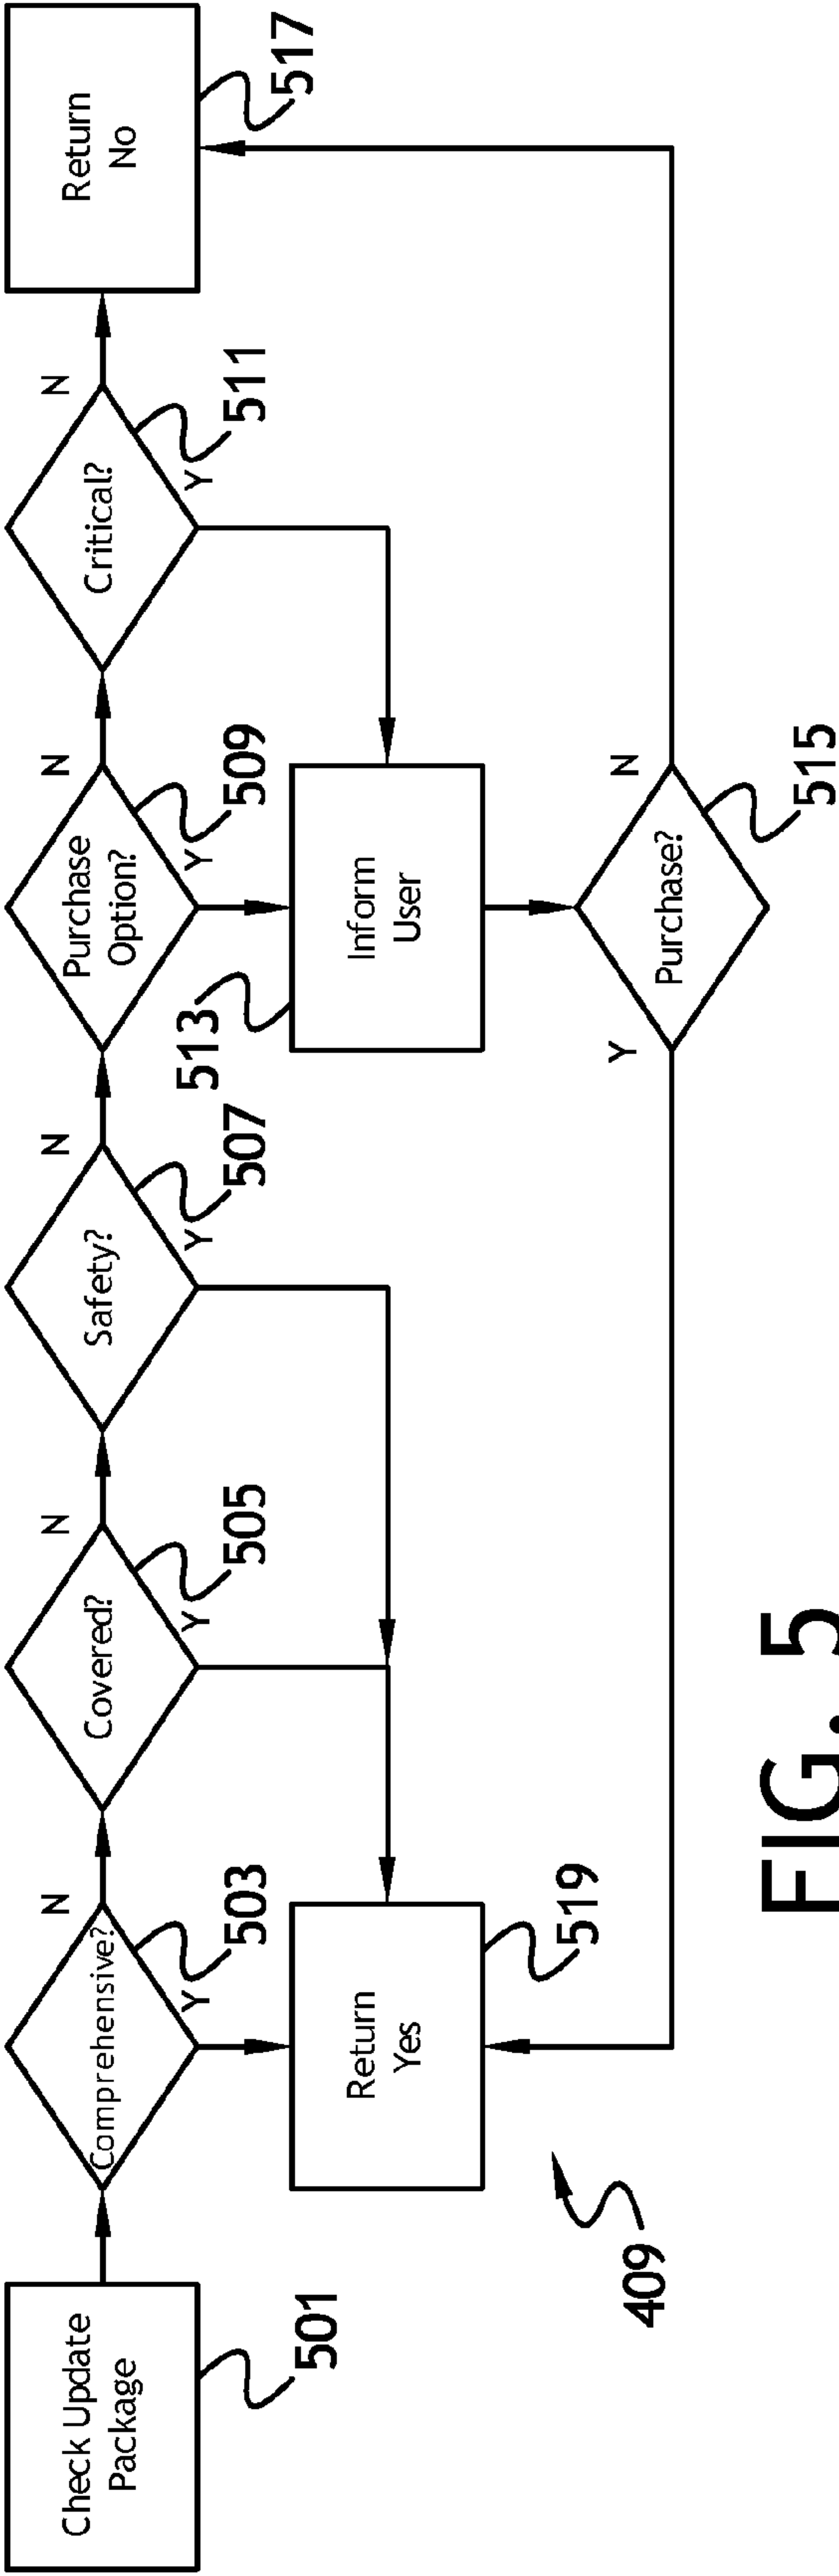 Check Update
Package
501
Comprehensive?
N
Y
503
Covered?
N
Y
505
Safety?
N
Y
507
Purchase
Option?
N
Y
509
Critical?
N
Y
511
Return
No
517
Return
Yes
519
513
Inform
User
Y
Purchase?
N
515
409
FIG. 5